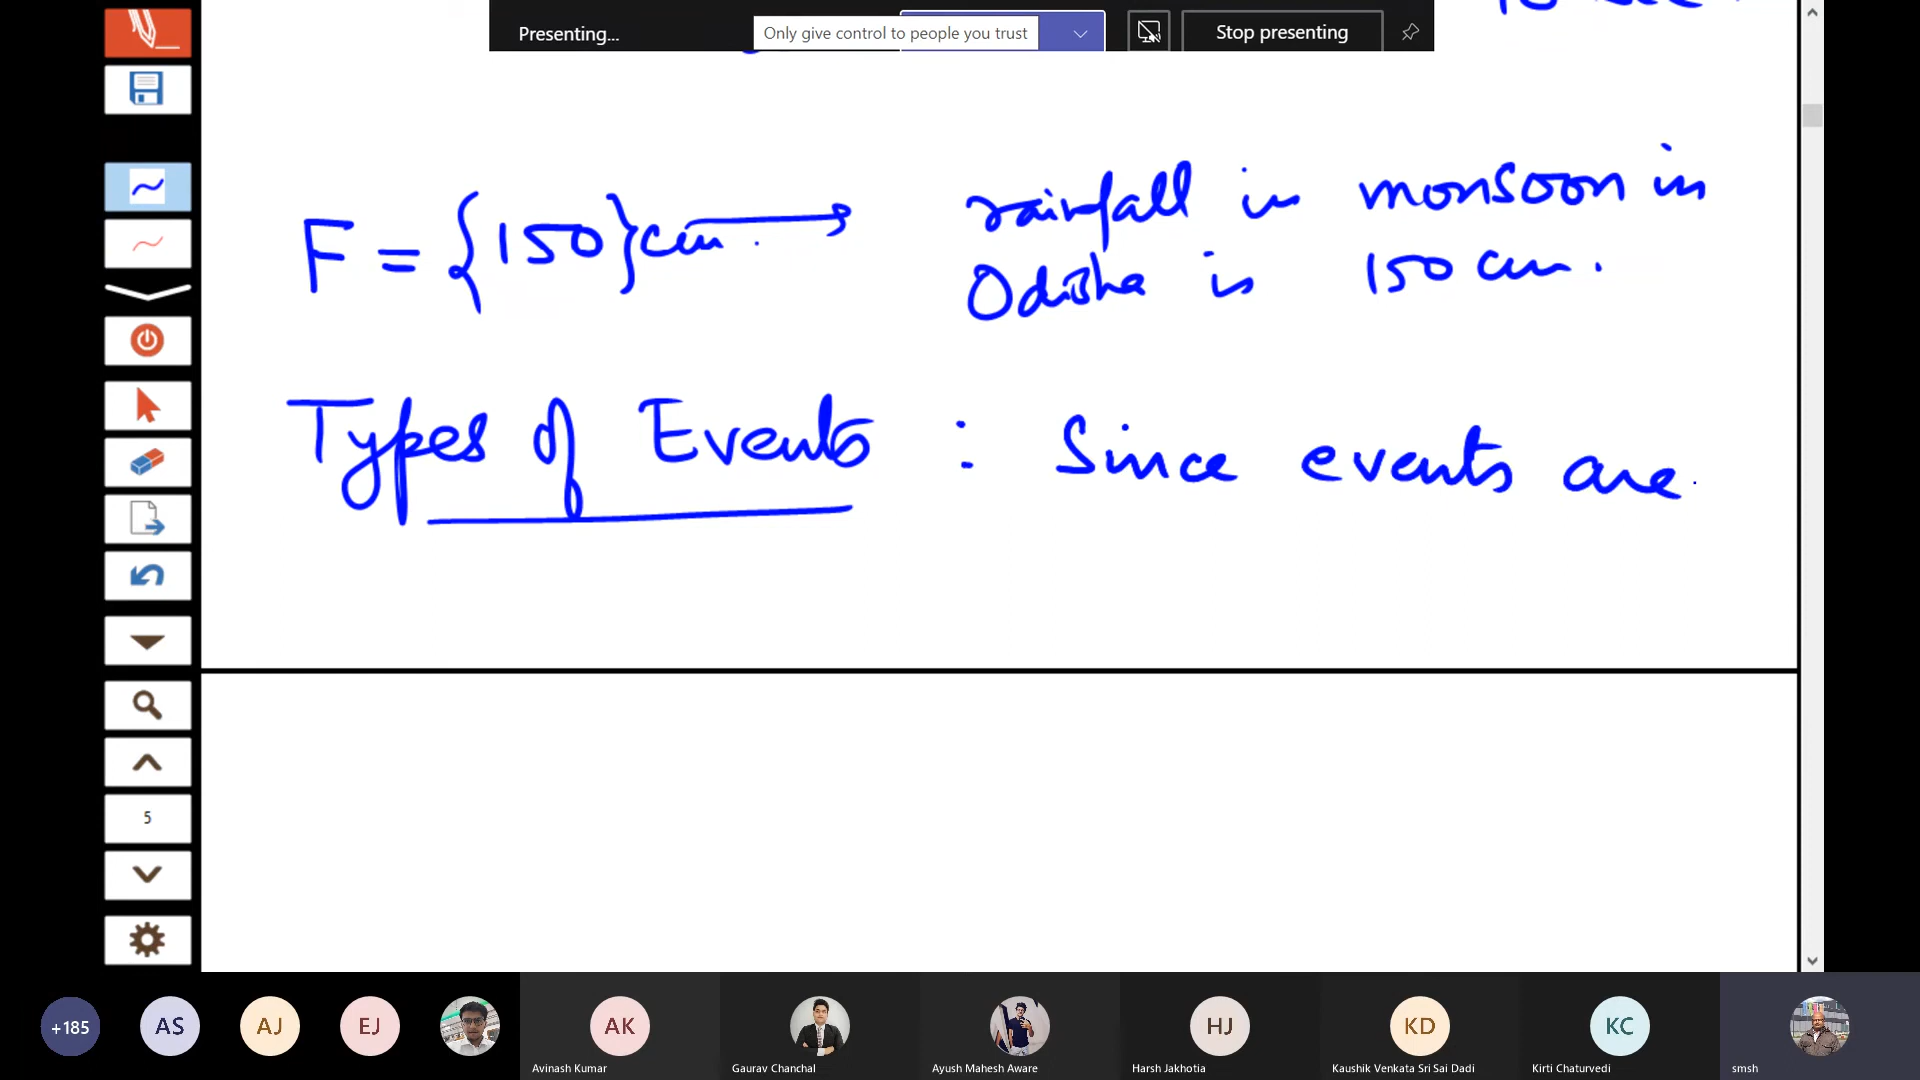 Presenting...
Only give control to people you trust
Stop presenting
F = {150}cm. → rainfall in monsoon in
Odisha is 150 cm.
Types of Events : Since events are
5
+185
AS
AJ
EJ
AK
HJ
KD
KC
Avinash Kumar
Gaurav Chanchal
Ayush Mahesh Aware
Harsh Jakhotia
Kaushik Venkata Sri Sai Dadi
Kirti Chaturvedi
smsh